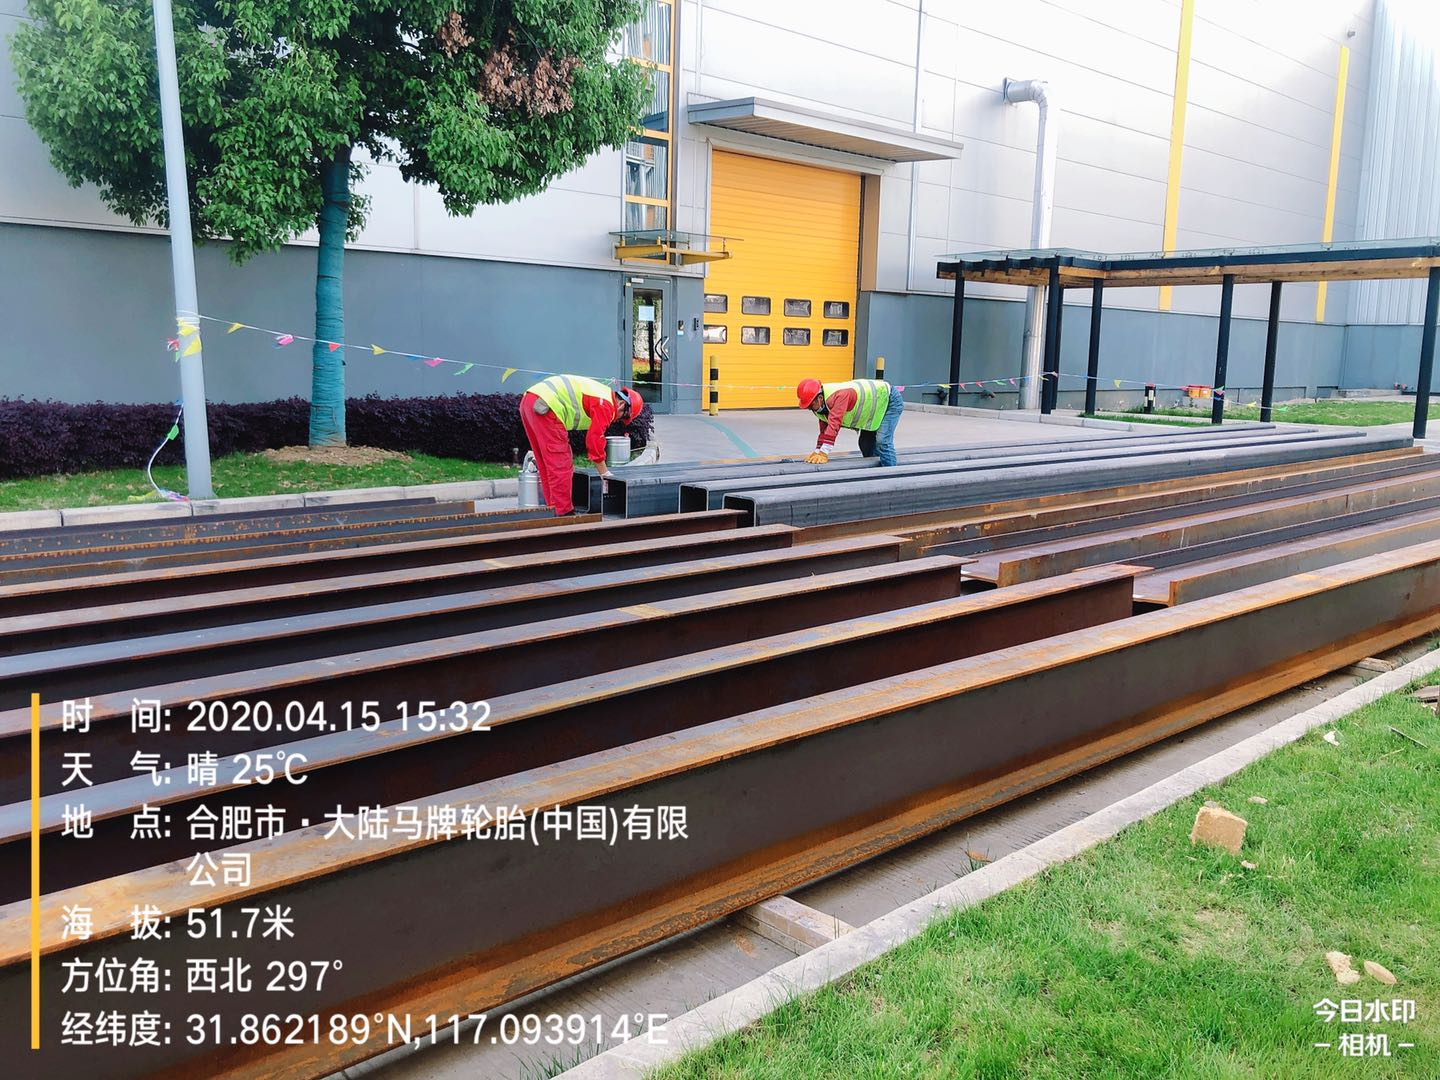 时 间: 2020.04.15 15:32
天 气: 晴 25℃
地 点: 合肥市·大陆马牌轮胎(中国)有限
公司
海 拔: 51.7米
方位角: 西北 297°
经纬度: 31.862189°N,117.093914°E
今日水印
-相机-